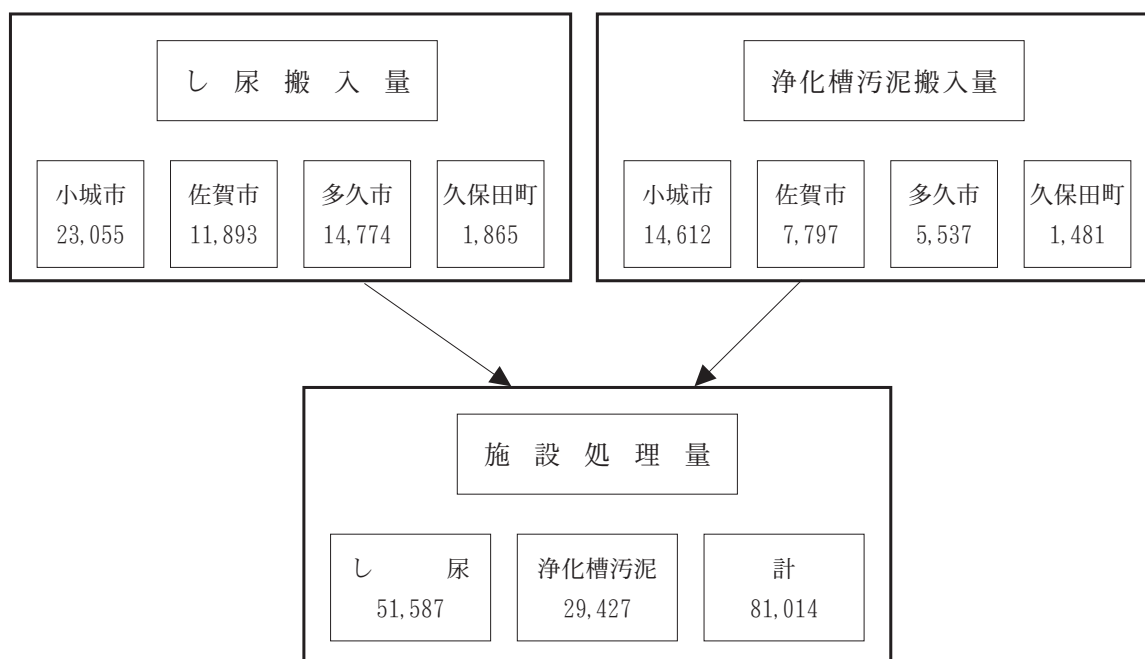 し尿搬入量
小城市
23,055
佐賀市
11,893
多久市
14,774
久保田町
1,865
浄化槽汚泥搬入量
小城市
14,612
佐賀市
7,797
多久市
5,537
久保田町
1,481
施設処理量
し尿
51,587
浄化槽汚泥
29,427
計
81,014